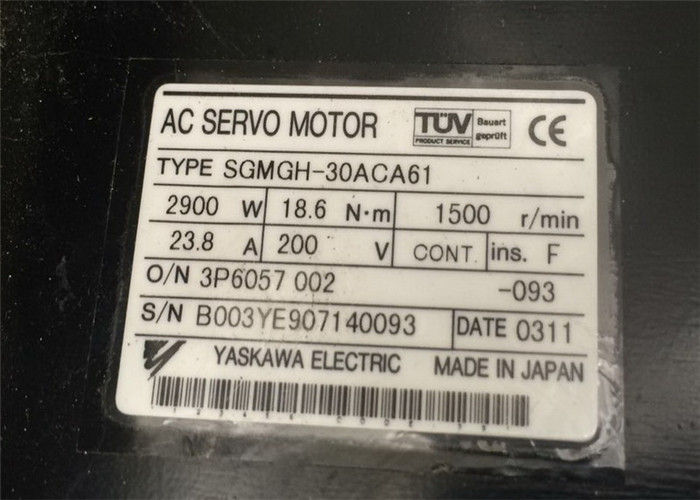 AC SERVO MOTOR TÜV PRODUCT SERVICE Bauart geprüft CE
TYPE SGMGH-30ACA61
2900 W 18.6 N·m 1500 r/min
23.8 A 200 V CONT. ins. F
O/N 3P6057 002 -093
S/N B003YE907140093 DATE 0311
YASKAWA ELECTRIC MADE IN JAPAN